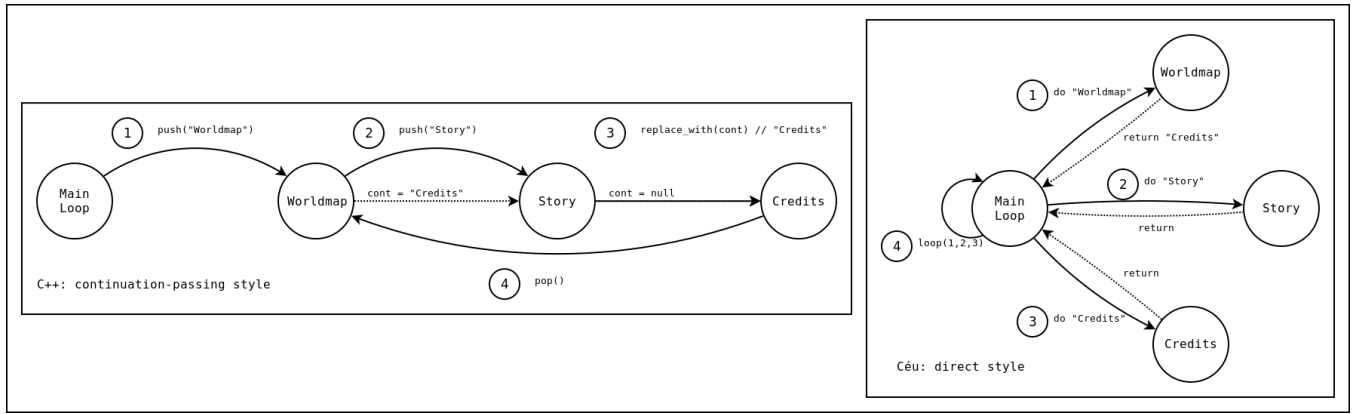 1
push("Worldmap")
2
push("Story")
3
replace_with(cont) // "Credits"
Main
Loop
Worldmap
cont = "Credits"
Story
cont = null
Credits
4
pop()
C++: continuation-passing style
Worldmap
1
do "Worldmap"
return "Credits"
2
do "Story"
Main
Loop
Story
return
4
loop(1,2,3)
return
3
do "Credits"
Credits
Céu: direct style